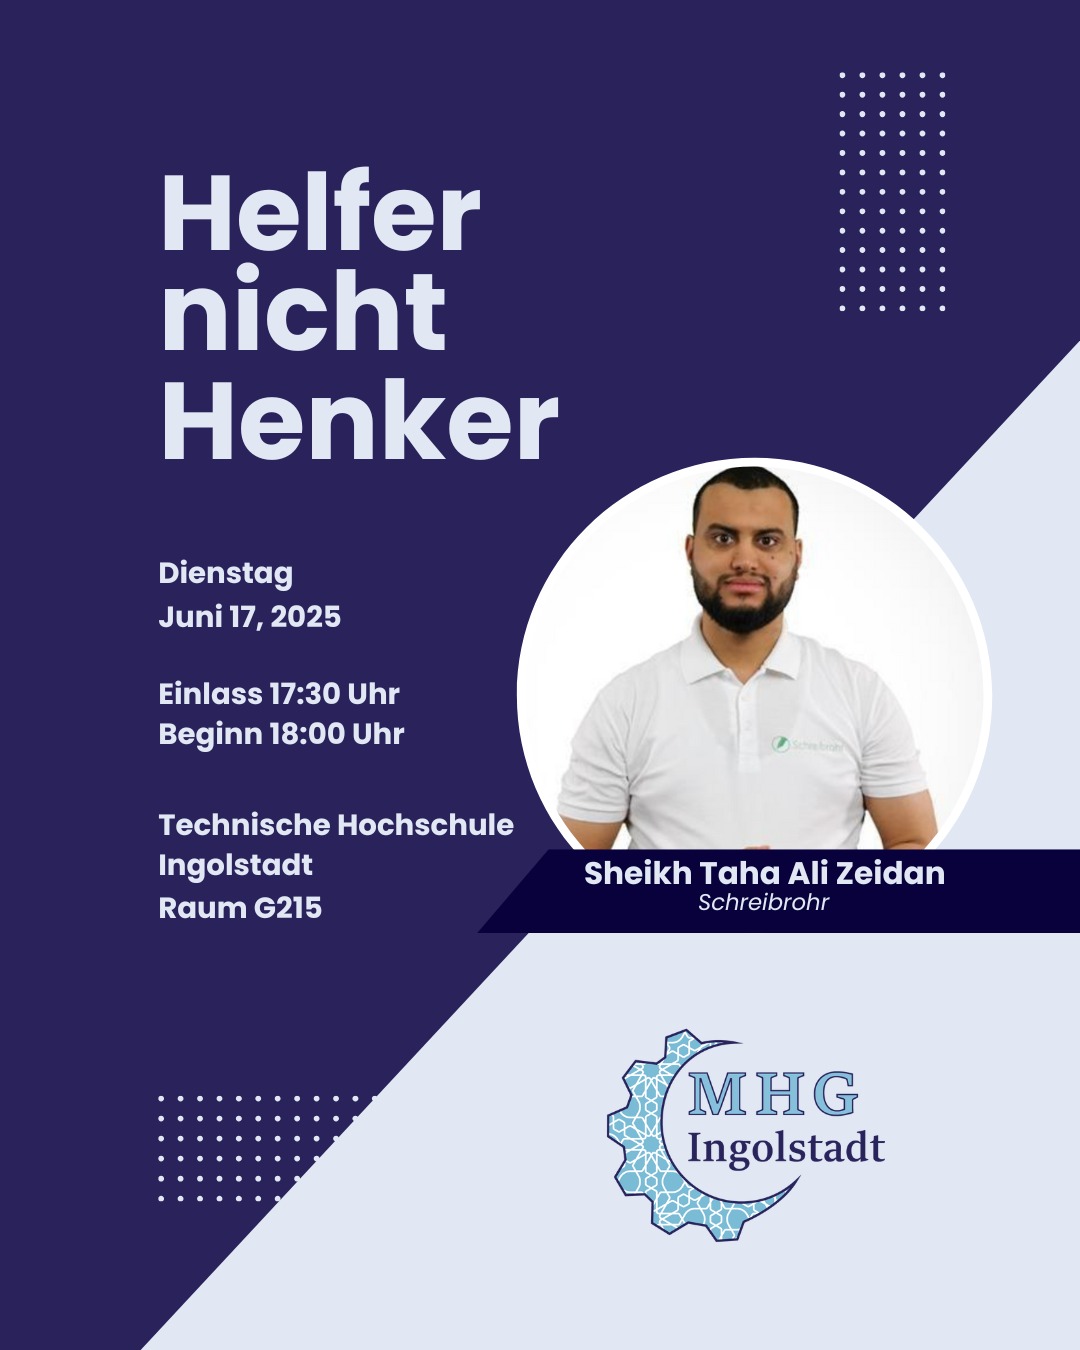 Helfer
nicht
Henker
Dienstag
Juni 17, 2025
Einlass 17:30 Uhr
Beginn 18:00 Uhr
Technische Hochschule
Ingolstadt
Raum G215
Schreibrohr
Sheikh Taha Ali Zeidan
Schreibrohr
MHG
Ingolstadt